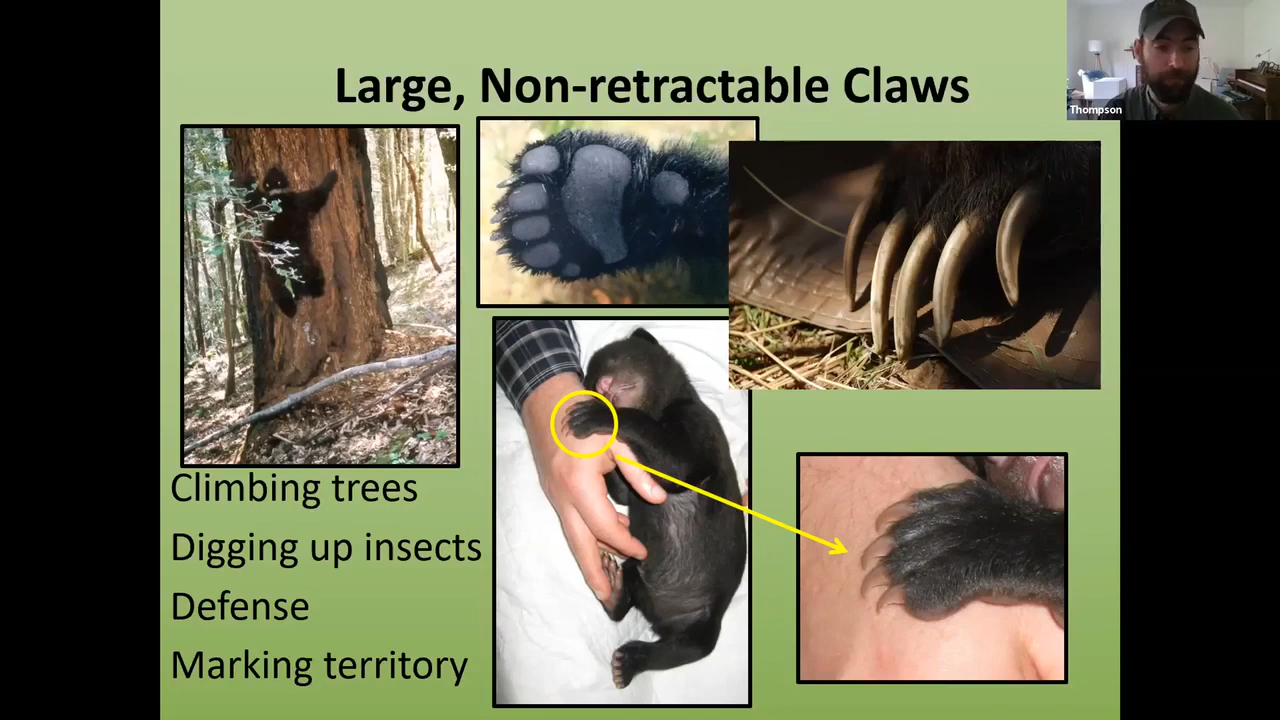 Large, Non-retractable Claws
Thompson
Climbing trees
Digging up insects
Defense
Marking territory